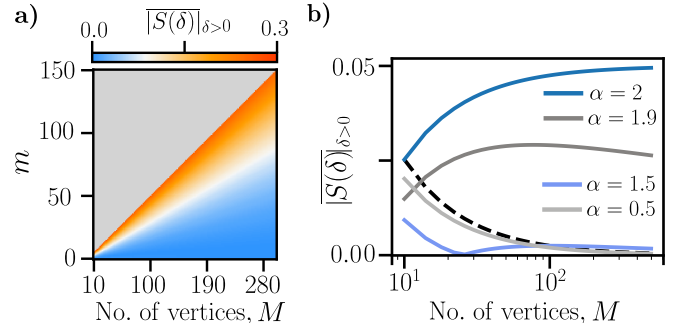 a)
0.0
|S(δ)|δ>0
0.3
150
100
50
0
m
10
100
190
280
No. of vertices, M
b)
0.05
0.00
|S(δ)|δ>0
α = 2
α = 1.9
α = 1.5
α = 0.5
10¹
10²
No. of vertices, M